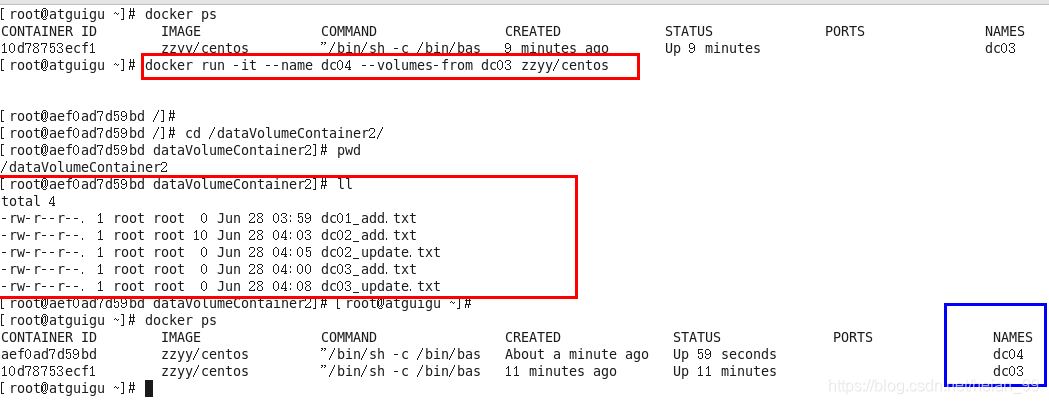 [root@atguigu ~]# docker ps
CONTAINER ID IMAGE COMMAND CREATED STATUS PORTS NAMES
10d78753ecf1 zzyy/centos "/bin/sh -c /bin/bas 9 minutes ago Up 9 minutes dc03
[root@atguigu ~]# docker run -it --name dc04 --volumes-from dc03 zzyy/centos
[root@aef0ad7d59bd /]#
[root@aef0ad7d59bd /]# cd /dataVolumeContainer2/
[root@aef0ad7d59bd dataVolumeContainer2]# pwd
/dataVolumeContainer2
[root@aef0ad7d59bd dataVolumeContainer2]# ll
total 4
-rw-r--r--. 1 root root 0 Jun 28 03:59 dc01_add.txt
-rw-r--r--. 1 root root 10 Jun 28 04:03 dc02_add.txt
-rw-r--r--. 1 root root 0 Jun 28 04:05 dc02_update.txt
-rw-r--r--. 1 root root 0 Jun 28 04:00 dc03_add.txt
-rw-r--r--. 1 root root 0 Jun 28 04:08 dc03_update.txt
[root@aef0ad7d59bd dataVolumeContainer2]# [root@atguigu ~]#
[root@atguigu ~]# docker ps
CONTAINER ID IMAGE COMMAND CREATED STATUS PORTS NAMES
aef0ad7d59bd zzyy/centos "/bin/sh -c /bin/bas About a minute ago Up 59 seconds dc04
10d78753ecf1 zzyy/centos "/bin/sh -c /bin/bas 11 minutes ago Up 11 minutes dc03
[root@atguigu ~]#